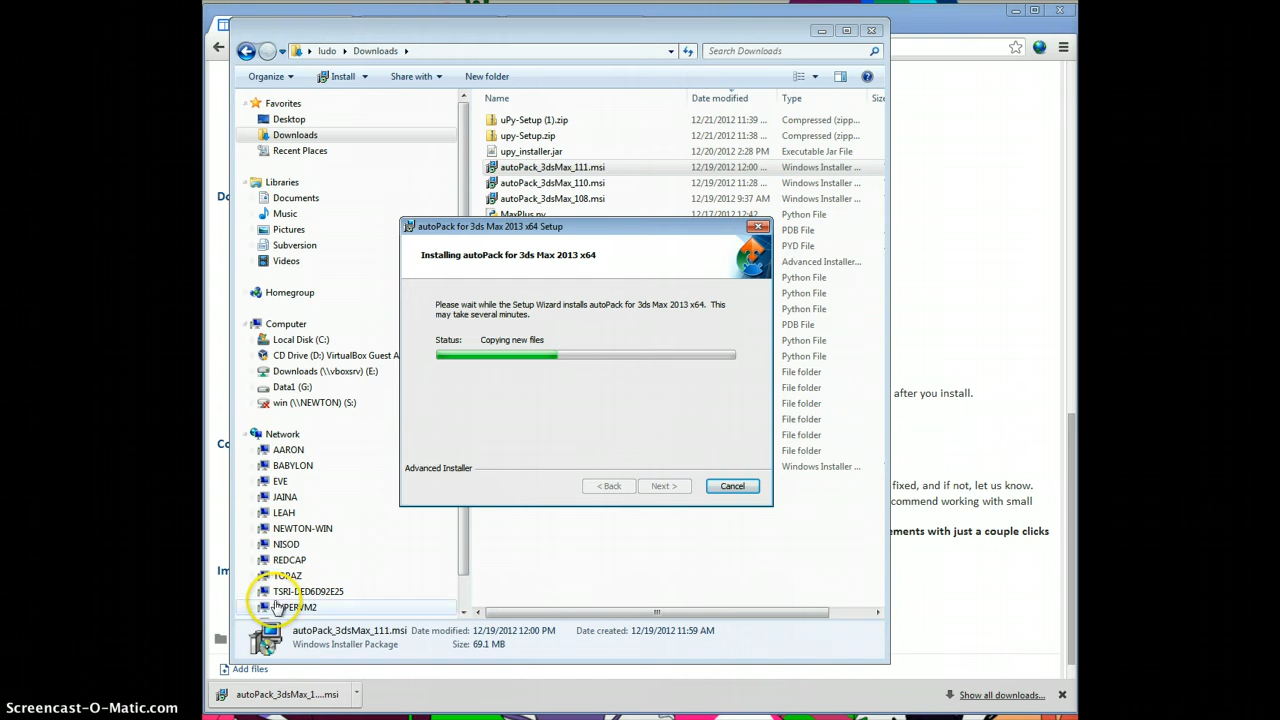 ludo
Downloads
Search Downloads
Organize
Install
Share with
New folder
Name
Date modified
Type
Favorites
Desktop
Downloads
Recent Places
Libraries
Documents
Music
Pictures
Subversion
Videos
Homegroup
Computer
Local Disk (C:)
CD Drive (D:) VirtualBox Guest A
Downloads (\\vboxsrv) (E:)
Data1 (G:)
win (\\NEWTON) (S:)
Network
AARON
BABYLON
EVE
JAINA
LEAH
NEWTON-WIN
NISOD
REDCAP
TOPAZ
TSRI-DED6D92E25
uPy-Setup (1).zip 12/21/2012 11:39 ... Compressed (zipp...
upy-Setup.zip 12/21/2012 11:38 ... Compressed (zipp...
upy_installer.jar 12/20/2012 2:28 PM Executable Jar File
autoPack_3dsMax_111.msi 12/19/2012 12:00 ... Windows Installer ...
autoPack_3dsMax_110.msi 12/19/2012 11:28 ... Windows Installer ...
autoPack_3dsMax_108.msi 12/19/2012 9:37 AM Windows Installer ...
MaxPlus.py 12/17/2012 12:42 ... Python File
PDB File
PYD File
Advanced Installer...
Python File
Python File
Python File
PDB File
Python File
Python File
File folder
File folder
File folder
File folder
File folder
File folder
Windows Installer ...
autoPack for 3ds Max 2013 x64 Setup
Installing autoPack for 3ds Max 2013 x64
Please wait while the Setup Wizard installs autoPack for 3ds Max 2013 x64. This
may take several minutes.
Status: Copying new files
Advanced Installer
< Back
Next >
Cancel
after you install.
fixed, and if not, let us know.
commend working with small
ements with just a couple clicks
autoPack_3dsMax_111.msi Date modified: 12/19/2012 12:00 PM Date created: 12/19/2012 11:59 AM
Windows Installer Package Size: 69.1 MB
Add files
autoPack_3dsMax_1....msi
Show all downloads...
Screencast-O-Matic.com